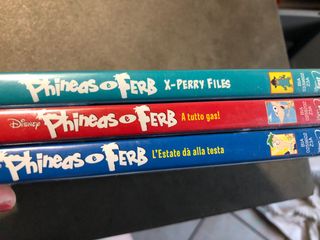 Phineas e Ferb X-PERRY FILES
DISNEY Phineas e Ferb A tutto gas!
Phineas e Ferb L'Estate dà alla testa